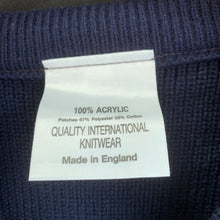 100% ACRYLIC
Patches 67% Polyester 33% Cotton
QUALITY INTERNATIONAL
KNITWEAR
Made in England